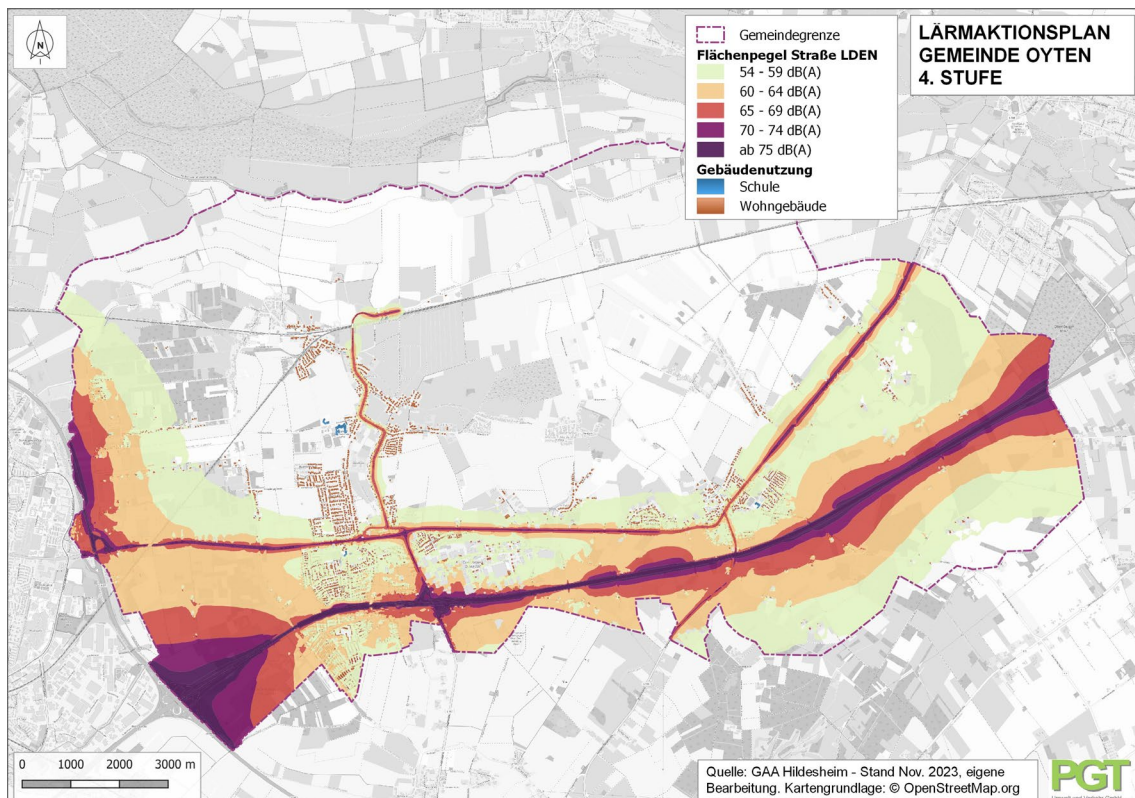 N
Gemeindegrenze
Flächenpegel Straße LDEN
54 - 59 dB(A)
60 - 64 dB(A)
65 - 69 dB(A)
70 - 74 dB(A)
ab 75 dB(A)
Gebäudenutzung
Schule
Wohngebäude
LÄRMAKTIONSPLAN
GEMEINDE OYTEN
4. STUFE
0 1000 2000 3000 m
Quelle: GAA Hildesheim - Stand Nov. 2023, eigene
Bearbeitung. Kartengrundlage: © OpenStreetMap.org
PGT